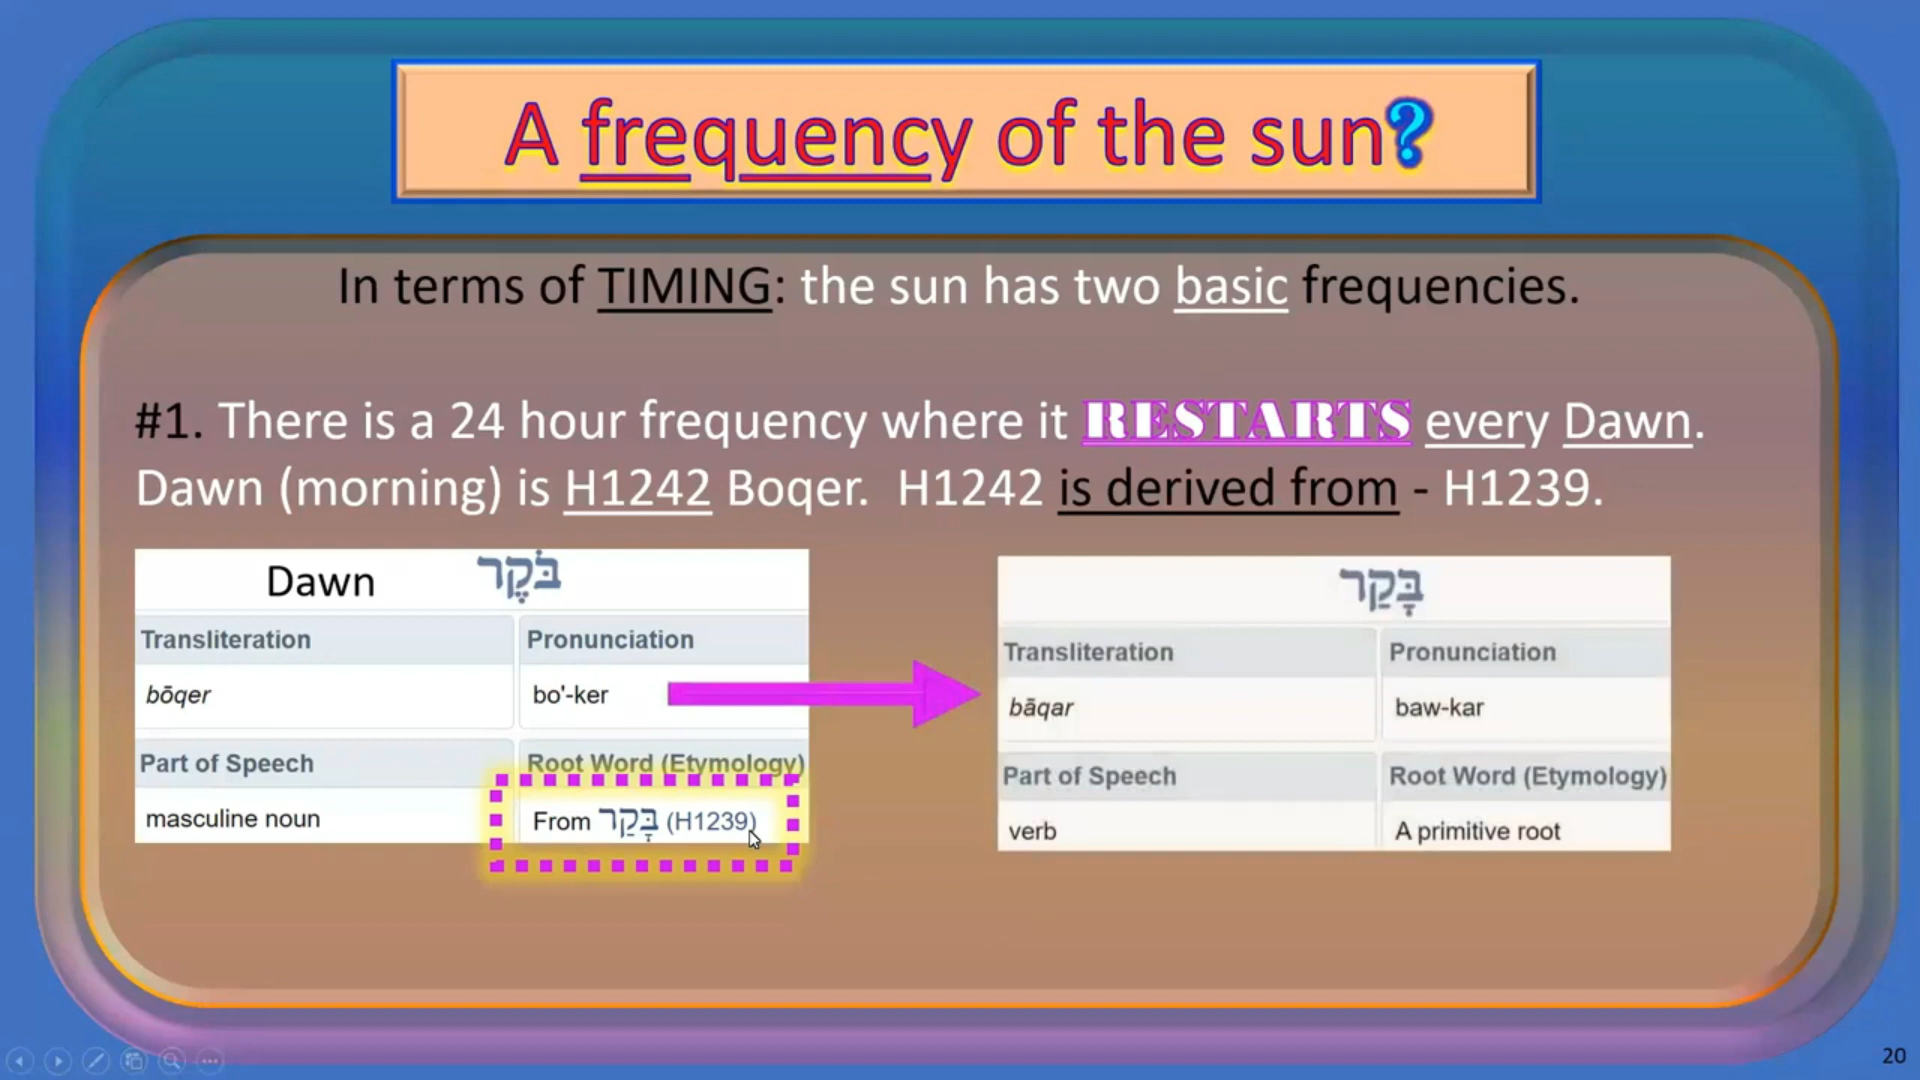 A frequency of the sun?
In terms of TIMING: the sun has two basic frequencies.
#1. There is a 24 hour frequency where it RESTARTS every Dawn.
Dawn (morning) is H1242 Boqer. H1242 is derived from - H1239.
Dawn בֹּקֶר
Transliteration Pronunciation
bōqer bo'-ker
Part of Speech Root Word (Etymology)
masculine noun From בָּקַר (H1239)
בָּקַר
Transliteration Pronunciation
bāqar baw-kar
Part of Speech Root Word (Etymology)
verb A primitive root
20